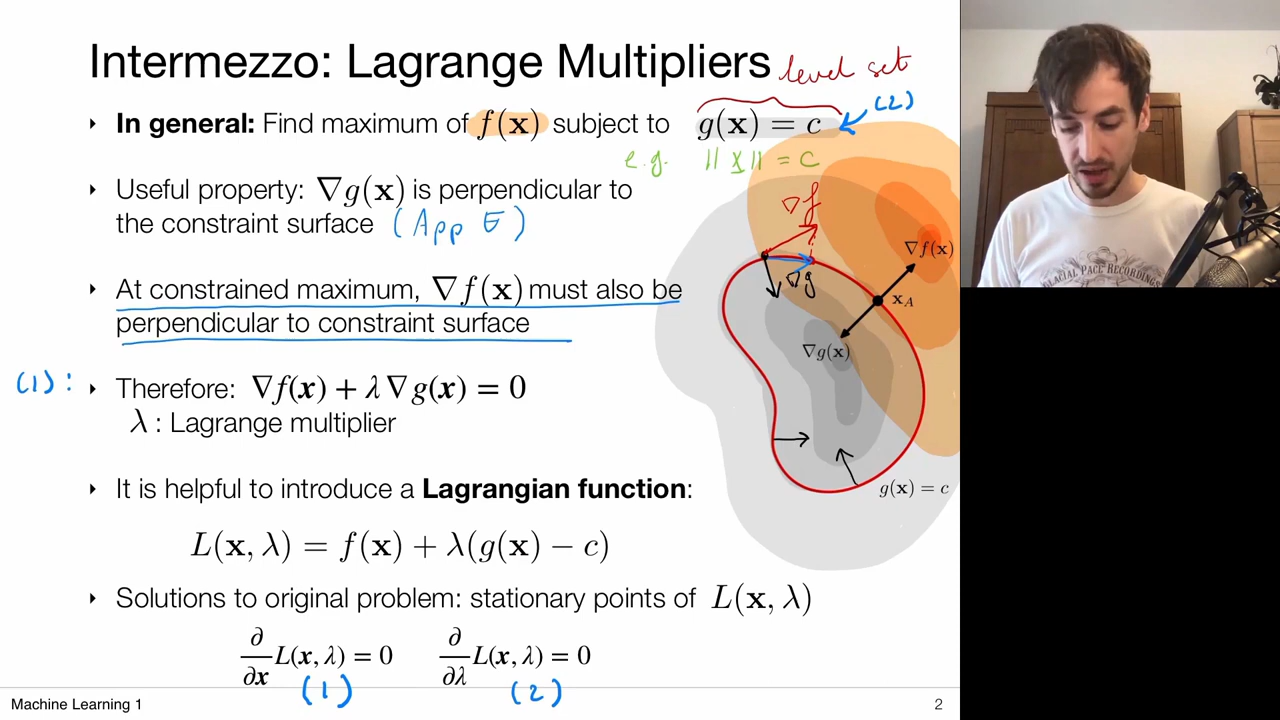 Intermezzo: Lagrange Multipliers level set
‣ In general: Find maximum of f(𝐱) subject to g(𝐱) = c (2)
e.g. ||x|| = c
‣ Useful property: ∇g(𝐱) is perpendicular to
the constraint surface (App E)
∇f
∇g
∇f(𝐱)
𝐱_A
∇g(𝐱)
g(𝐱) = c
‣ At constrained maximum, ∇f(𝐱) must also be
perpendicular to constraint surface
(1): ‣ Therefore: ∇f(𝒙) + λ∇g(𝒙) = 0
λ : Lagrange multiplier
‣ It is helpful to introduce a Lagrangian function:
L(𝐱, λ) = f(𝐱) + λ(g(𝐱) − c)
‣ Solutions to original problem: stationary points of L(𝐱, λ)
∂/∂𝒙 L(𝒙, λ) = 0 ∂/∂λ L(𝒙, λ) = 0
(1) (2)
Machine Learning 1 2
GLACIAL PACE RECORDINGS